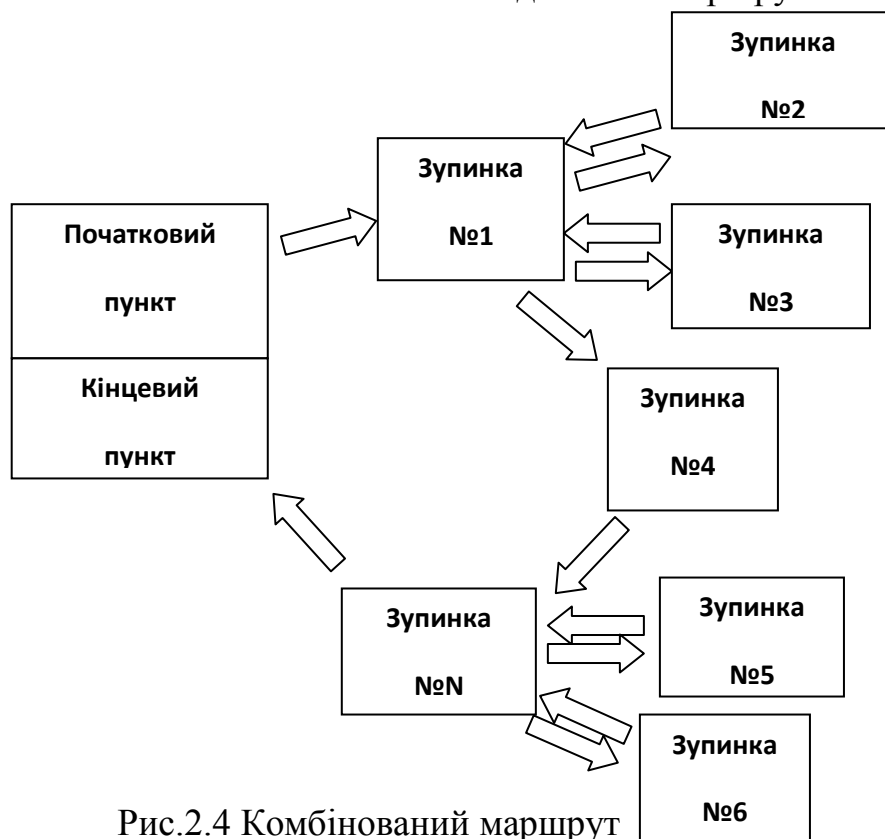 Зупинка
№2
Зупинка
№1
Початковий
пункт
Зупинка
№3
Кінцевий
пункт
Зупинка
№4
Зупинка
№N
Зупинка
№5
Зупинка
№6
Рис.2.4 Комбінований маршрут